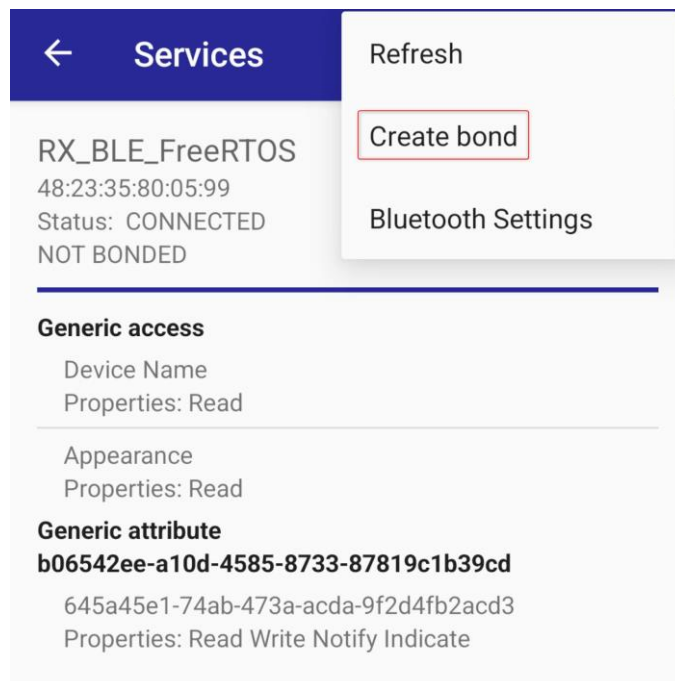 Services
Refresh
Create bond
Bluetooth Settings
RX_BLE_FreeRTOS
48:23:35:80:05:99
Status: CONNECTED
NOT BONDED
Generic access
Device Name
Properties: Read
Appearance
Properties: Read
Generic attribute
b06542ee-a10d-4585-8733-87819c1b39cd
645a45e1-74ab-473a-acda-9f2d4fb2acd3
Properties: Read Write Notify Indicate